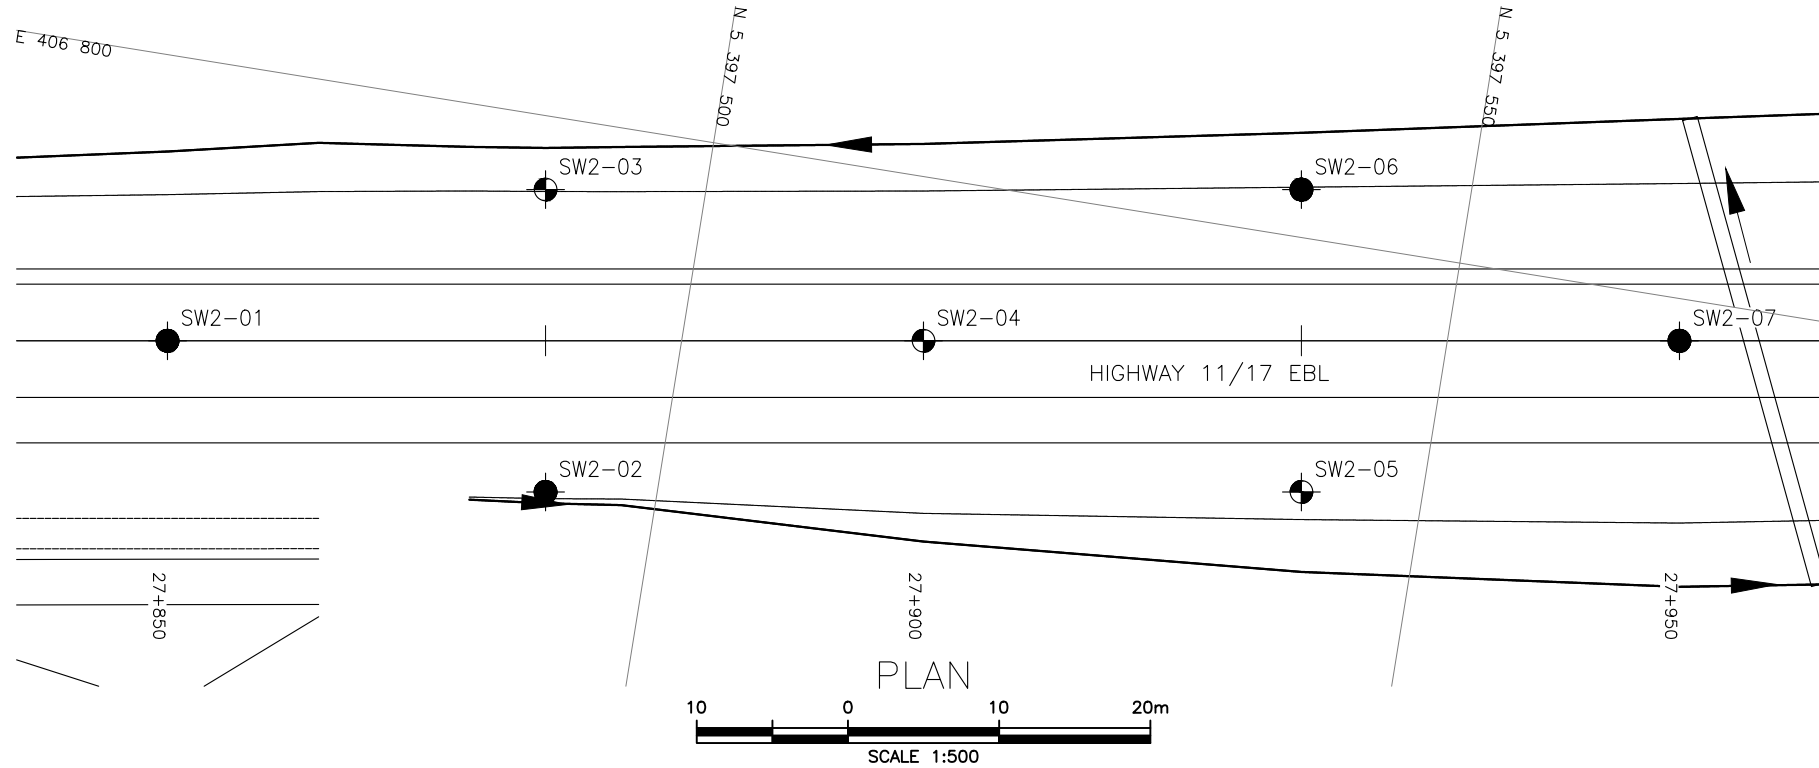 E 406 800
N 5 397 500
N 5 397 550
SW2-03
SW2-06
SW2-01
SW2-04
SW2-07
HIGHWAY 11/17 EBL
SW2-02
SW2-05
27+850
27+900
27+950
PLAN
10 0 10 20m
SCALE 1:500